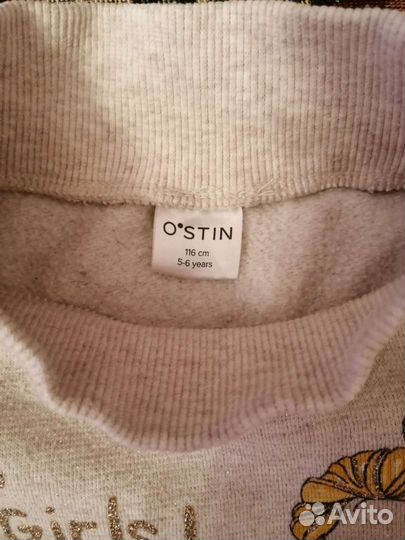 O'STIN
116 cm
5-6 years
Girls!
Avito